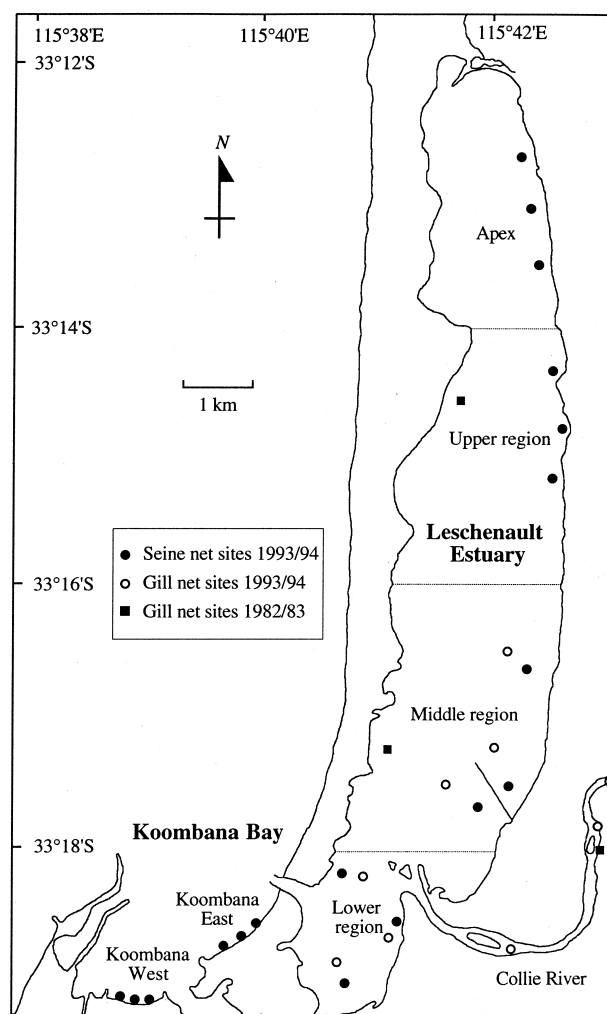 115°38'E 115°40'E 115°42'E
33°12'S
N
Apex
33°14'S
1 km
Upper region
Leschenault
Estuary
Seine net sites 1993/94
Gill net sites 1993/94
Gill net sites 1982/83
33°16'S
Middle region
Koombana Bay
33°18'S
Koombana
East
Lower
region
Koombana
West
Collie River